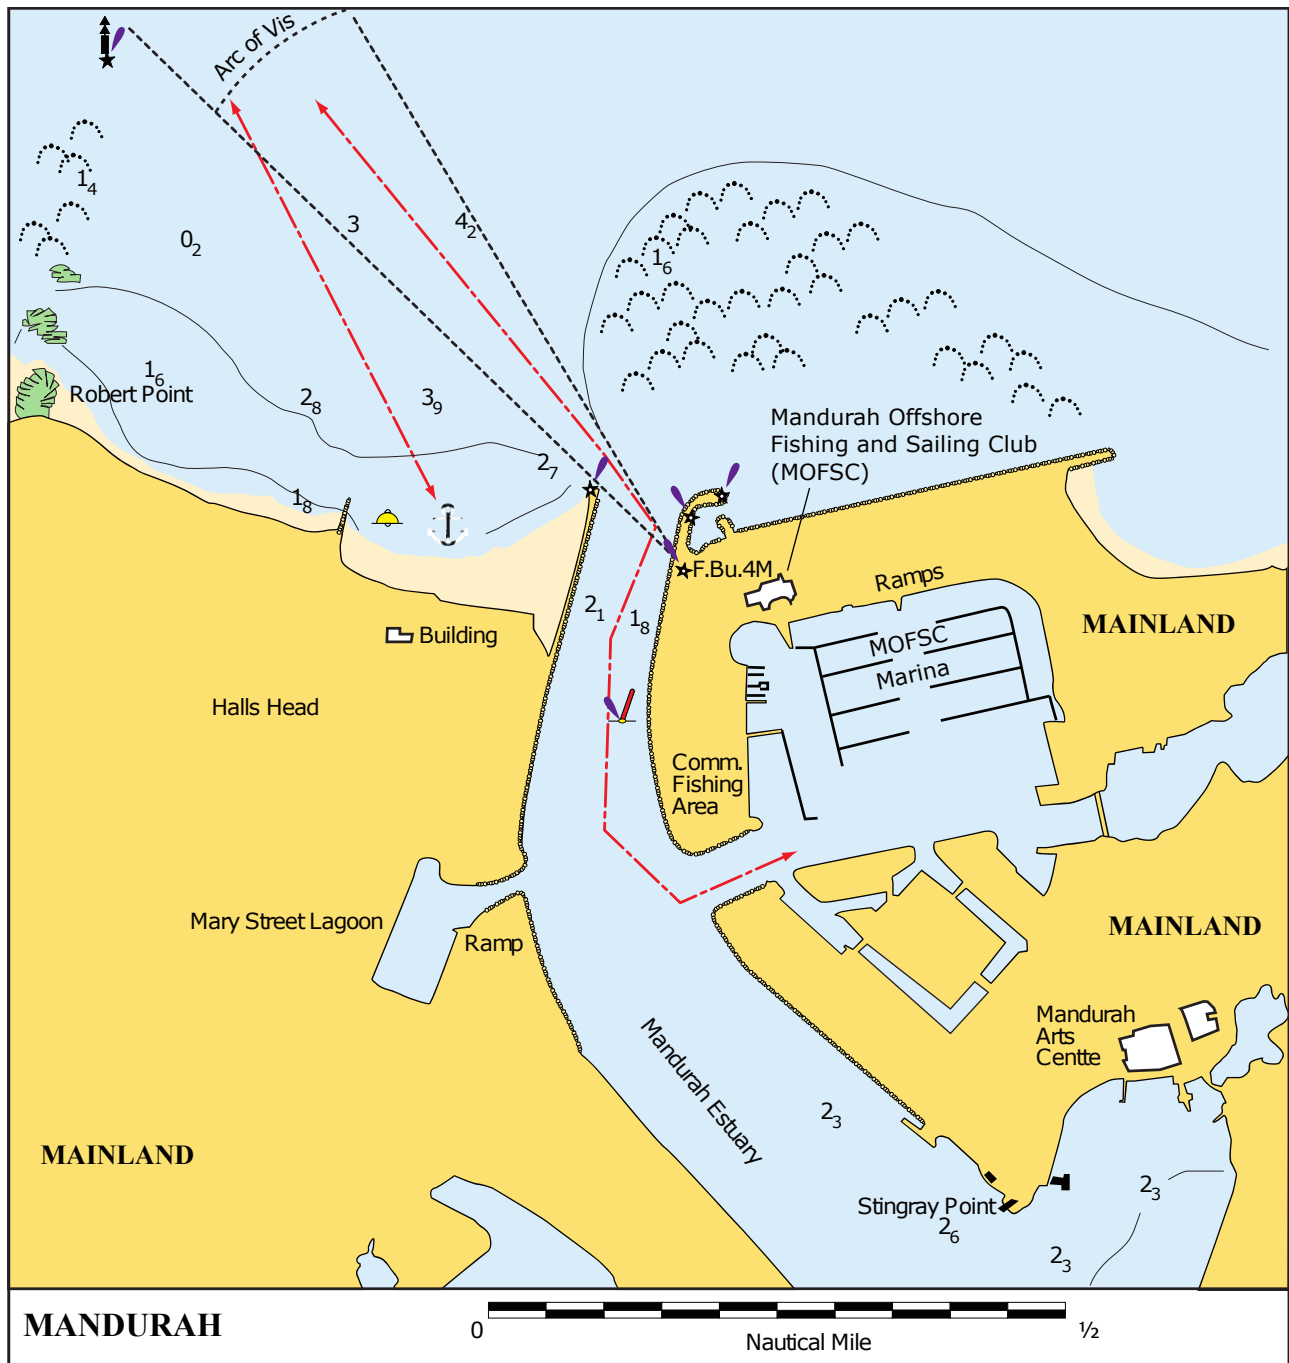 Arc of Vis
1₄
0₂
3
4₂
1₆
1₆
Robert Point
2₈
3₉
Mandurah Offshore
Fishing and Sailing Club
(MOFSC)
2₇
1₈
F.Bu.4M
2₁
1₈
Ramps
Building
MOFSC
Marina
MAINLAND
Halls Head
Comm.
Fishing
Area
Mary Street Lagoon
Ramp
MAINLAND
Mandurah
Arts
Centte
Mandurah Estuary
2₃
MAINLAND
Stingray Point
2₆
2₃
2₃
MANDURAH
0
½
Nautical Mile